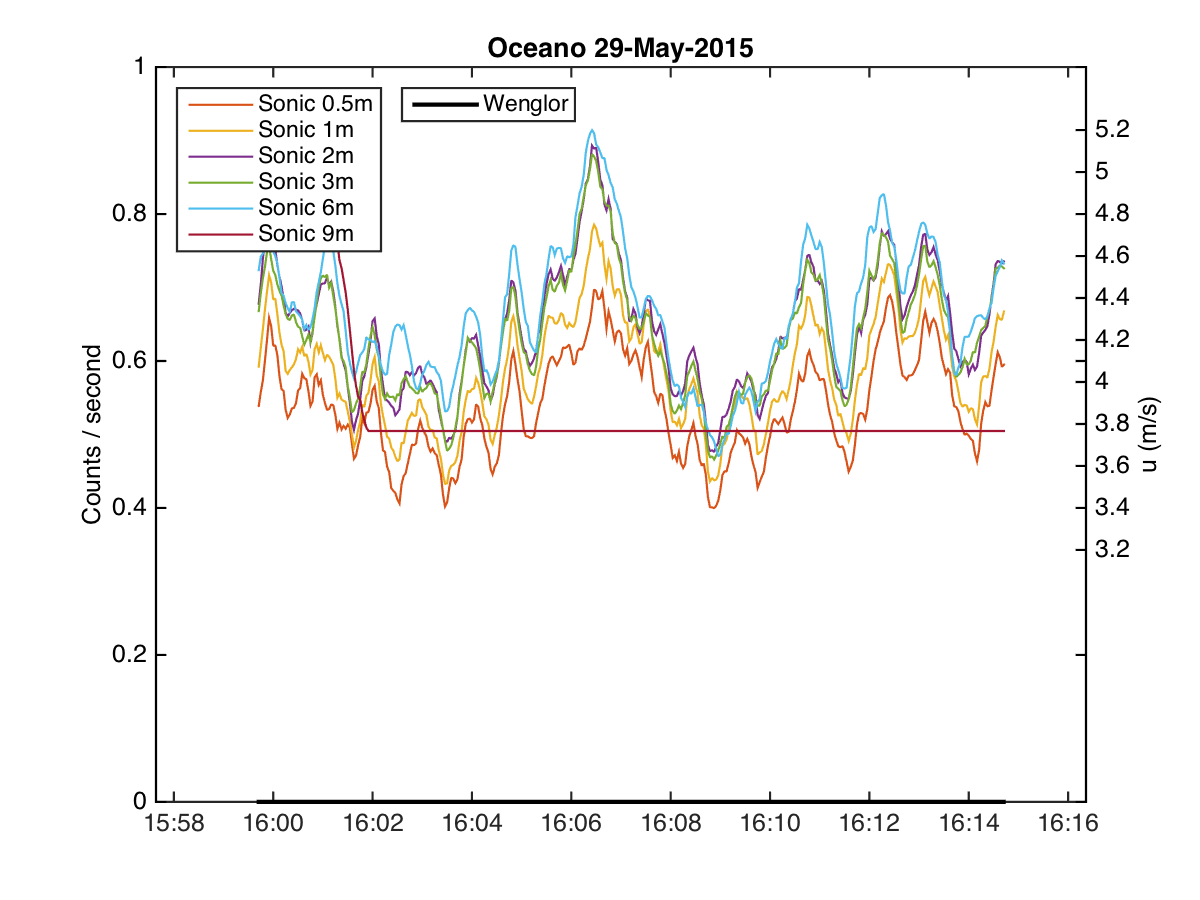 Oceano 29-May-2015
Sonic 0.5m
Sonic 1m
Sonic 2m
Sonic 3m
Sonic 6m
Sonic 9m
Wenglor
1
0.8
0.6
0.4
0.2
0
Counts / second
5.2
5
4.8
4.6
4.4
4.2
4
3.8
3.6
3.4
3.2
u (m/s)
15:58 16:00 16:02 16:04 16:06 16:08 16:10 16:12 16:14 16:16